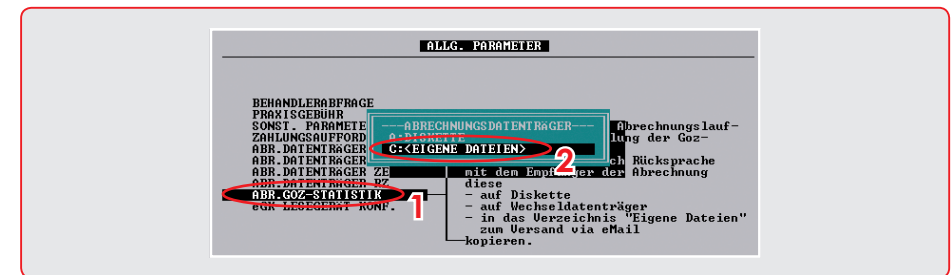 ALLG. PARAMETER
BEHANDLERABFRAGE
PRAXISGEBÜHR
SONST. PARAMETE
ZAHLUNGSAUFFORD
ABR.DATENTRÄGER
ABR.DATENTRÄGER
ABR.DATENTRÄGER ZE
ABR.DATENTRÄGER RZ
ABR.GOZ-STATISTIK
eGK LESEGERÄT KONF.
1
---ABRECHNUNGSDATENTRäGER---
A:DISKETTE
C:<EIGENE DATEIEN>
2
Abrechnungslauf-
lung der Goz-
ch Rücksprache
mit dem Empfänger der Abrechnung
diese
- auf Diskette
- auf Wechseldatenträger
- in das Verzeichnis "Eigene Dateien"
zum Versand via eMail
kopieren.